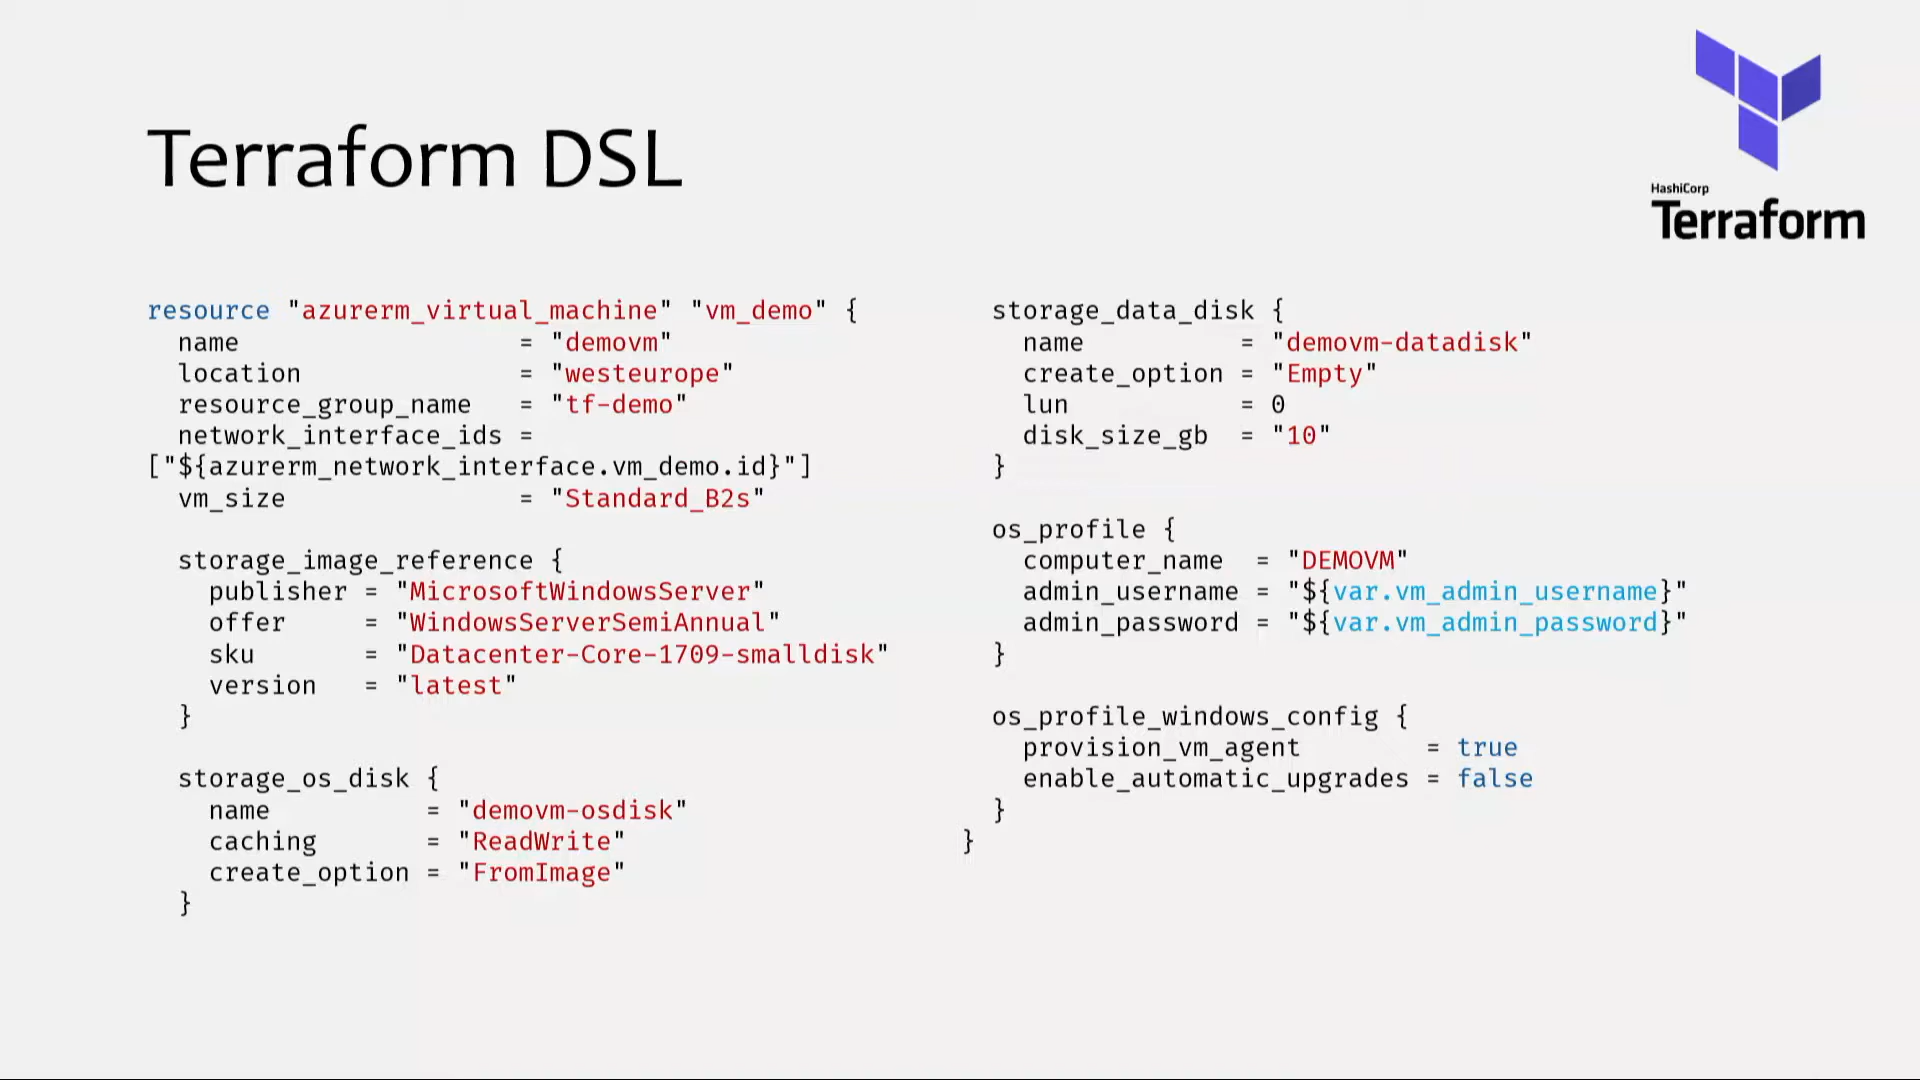 Terraform DSL
HashiCorp
Terraform
resource "azurerm_virtual_machine" "vm_demo" {
  name                  = "demovm"
  location              = "westeurope"
  resource_group_name   = "tf-demo"
  network_interface_ids =
["${azurerm_network_interface.vm_demo.id}"]
  vm_size               = "Standard_B2s"

  storage_image_reference {
    publisher = "MicrosoftWindowsServer"
    offer     = "WindowsServerSemiAnnual"
    sku       = "Datacenter-Core-1709-smalldisk"
    version   = "latest"
  }

  storage_os_disk {
    name          = "demovm-osdisk"
    caching       = "ReadWrite"
    create_option = "FromImage"
  }

  storage_data_disk {
    name          = "demovm-datadisk"
    create_option = "Empty"
    lun           = 0
    disk_size_gb  = "10"
  }

  os_profile {
    computer_name  = "DEMOVM"
    admin_username = "${var.vm_admin_username}"
    admin_password = "${var.vm_admin_password}"
  }

  os_profile_windows_config {
    provision_vm_agent        = true
    enable_automatic_upgrades = false
  }
}